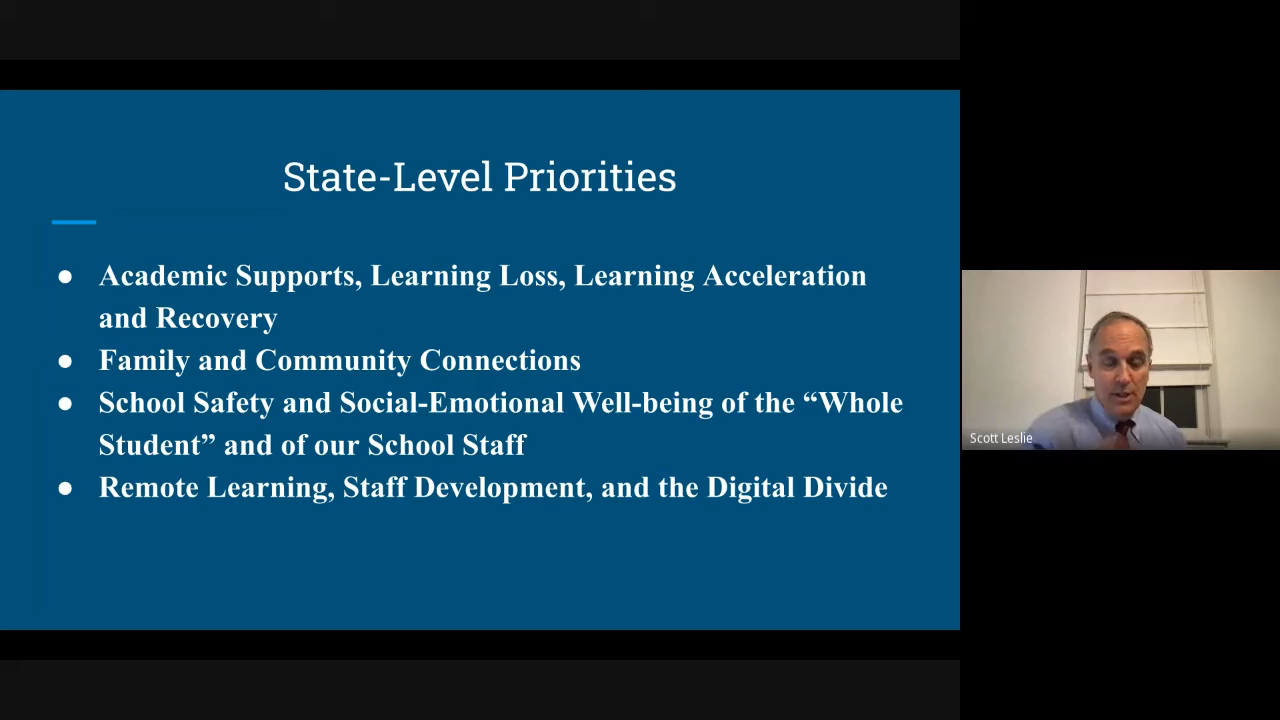 State-Level Priorities
● Academic Supports, Learning Loss, Learning Acceleration
and Recovery
● Family and Community Connections
● School Safety and Social-Emotional Well-being of the “Whole
Student” and of our School Staff
● Remote Learning, Staff Development, and the Digital Divide
Scott Leslie